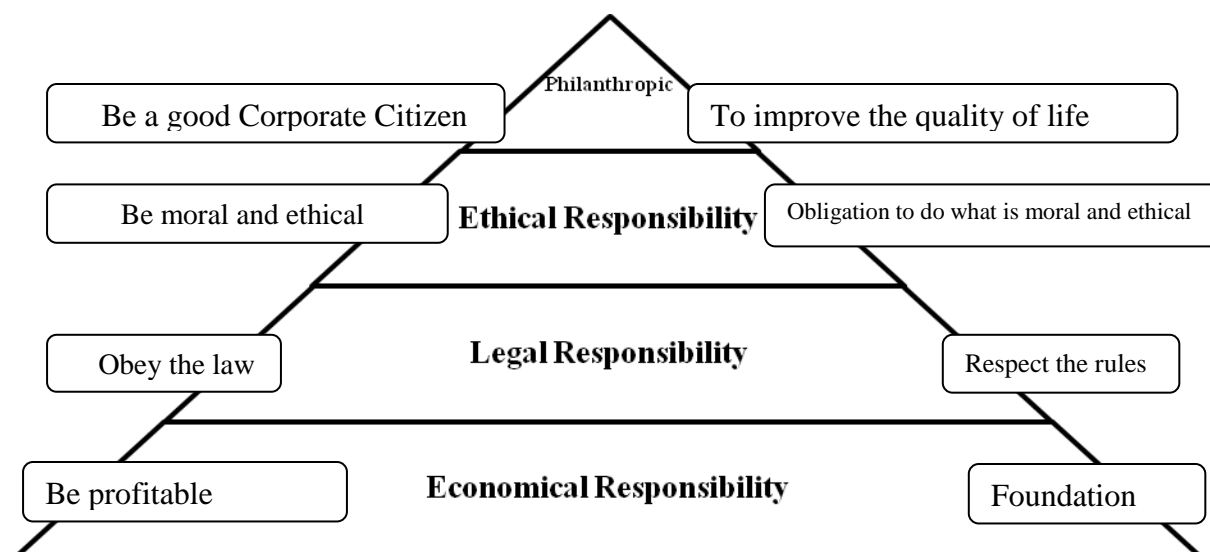 Philanthropic
Be a good Corporate Citizen
To improve the quality of life
Be moral and ethical
Ethical Responsibility
Obligation to do what is moral and ethical
Obey the law
Legal Responsibility
Respect the rules
Be profitable
Economical Responsibility
Foundation